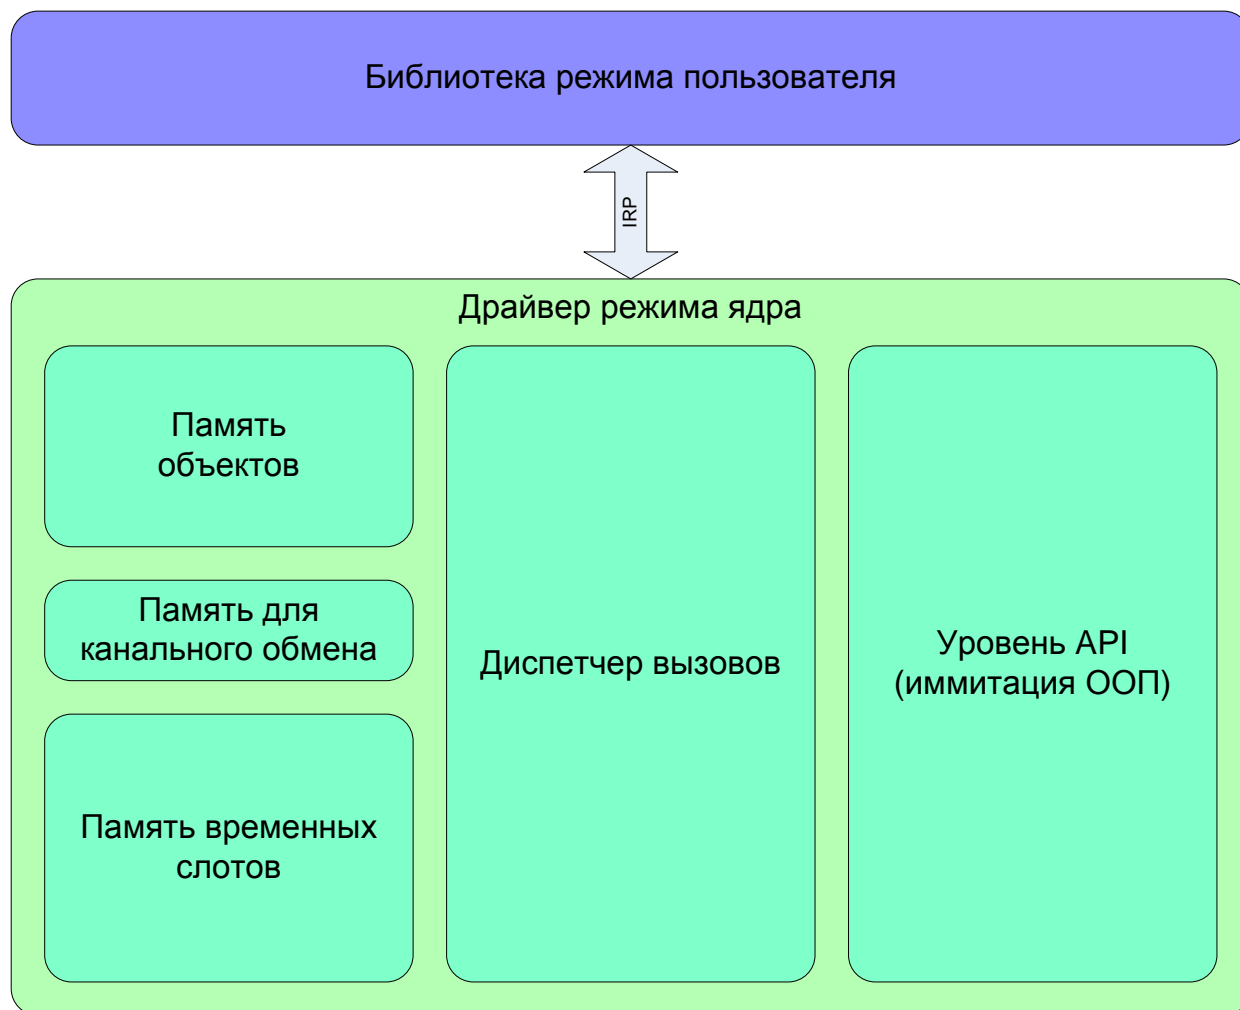 Библиотека режима пользователя
IRP
Драйвер режима ядра
Память
объектов
Память для
канального обмена
Память временных
слотов
Диспетчер вызовов
Уровень API
(иммитация ООП)